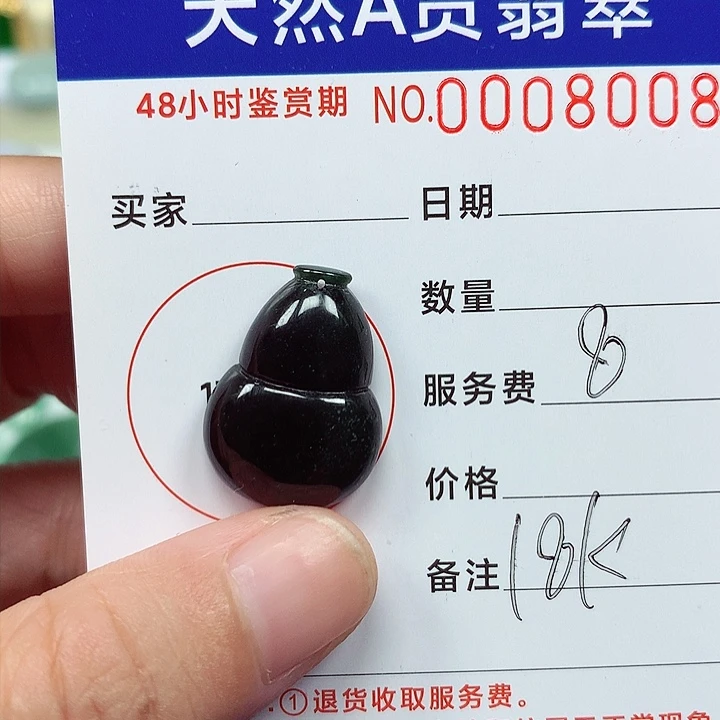 天然A货翡翠
48小时鉴赏期 NO.0008008
买家 日期
数量
服务费 8
价格
备注 18K
①退货收取服务费。